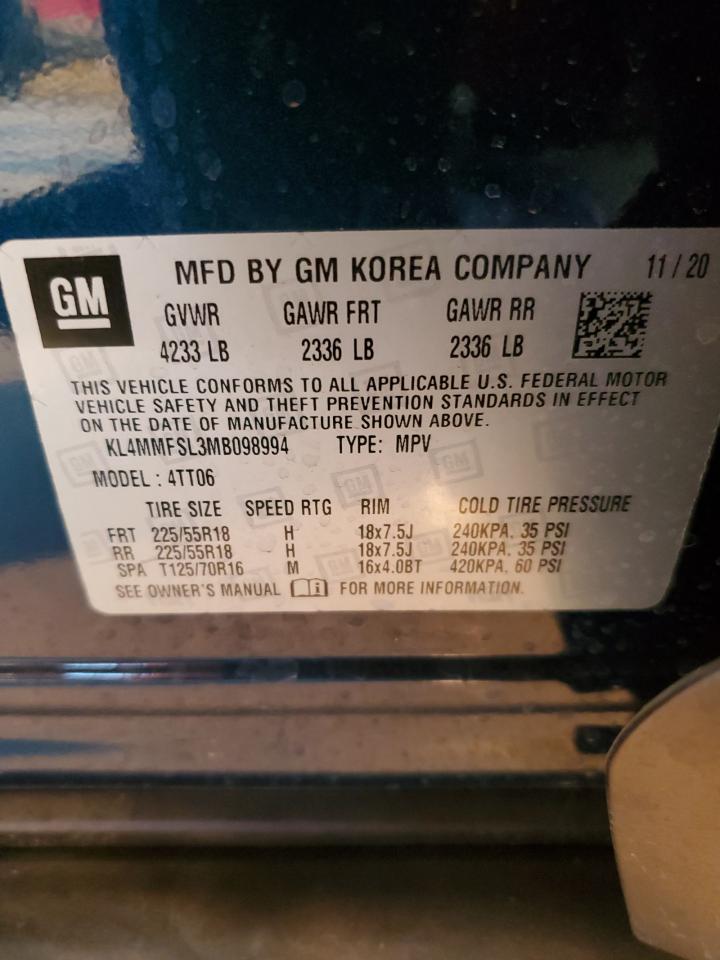 GM
MFD BY GM KOREA COMPANY 11 / 20
GVWR GAWR FRT GAWR RR
4233 LB 2336 LB 2336 LB
THIS VEHICLE CONFORMS TO ALL APPLICABLE U.S. FEDERAL MOTOR
VEHICLE SAFETY AND THEFT PREVENTION STANDARDS IN EFFECT
ON THE DATE OF MANUFACTURE SHOWN ABOVE.
KL4MMFSL3MB098994 TYPE: MPV
MODEL : 4TT06
TIRE SIZE SPEED RTG RIM COLD TIRE PRESSURE
FRT 225/55R18 H 18x7.5J 240KPA. 35 PSI
RR 225/55R18 H 18x7.5J 240KPA. 35 PSI
SPA T125/70R16 M 16x4.0BT 420KPA. 60 PSI
SEE OWNER'S MANUAL i FOR MORE INFORMATION.